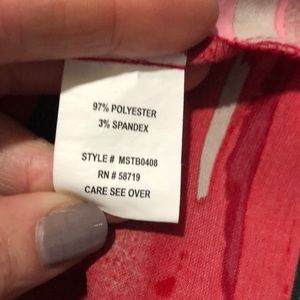 97% POLYESTER
3% SPANDEX
STYLE # MSTB0408
RN # 58719
CARE SEE OVER